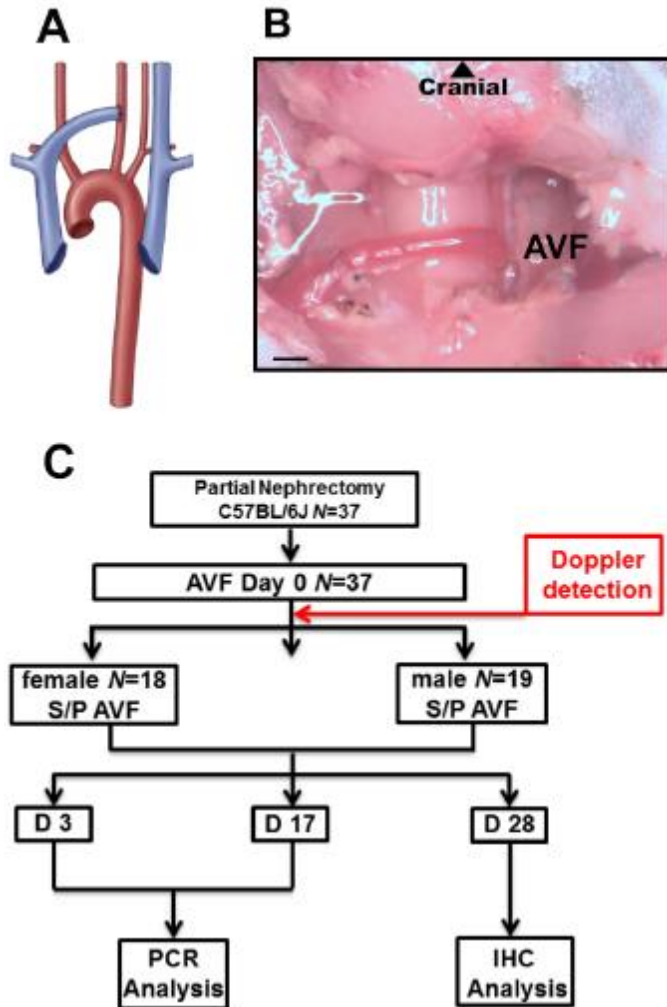 A
B
Cranial
AVF
C
Partial Nephrectomy
C57BL/6J N=37
AVF Day 0 N=37
Doppler
detection
female N=18
S/P AVF
male N=19
S/P AVF
D 3
D 17
D 28
PCR
Analysis
IHC
Analysis